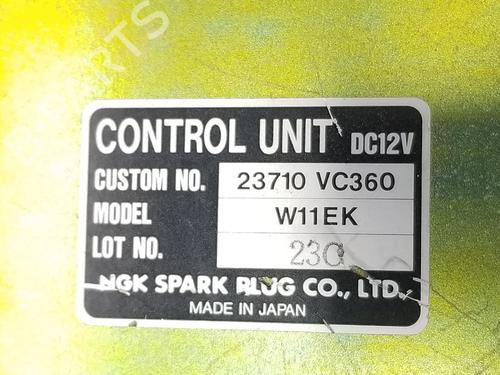 CONTROL UNIT DC12V
CUSTOM NO. 23710 VC360
MODEL W11EK
LOT NO. 23C
NGK SPARK PLUG CO., LTD.
MADE IN JAPAN